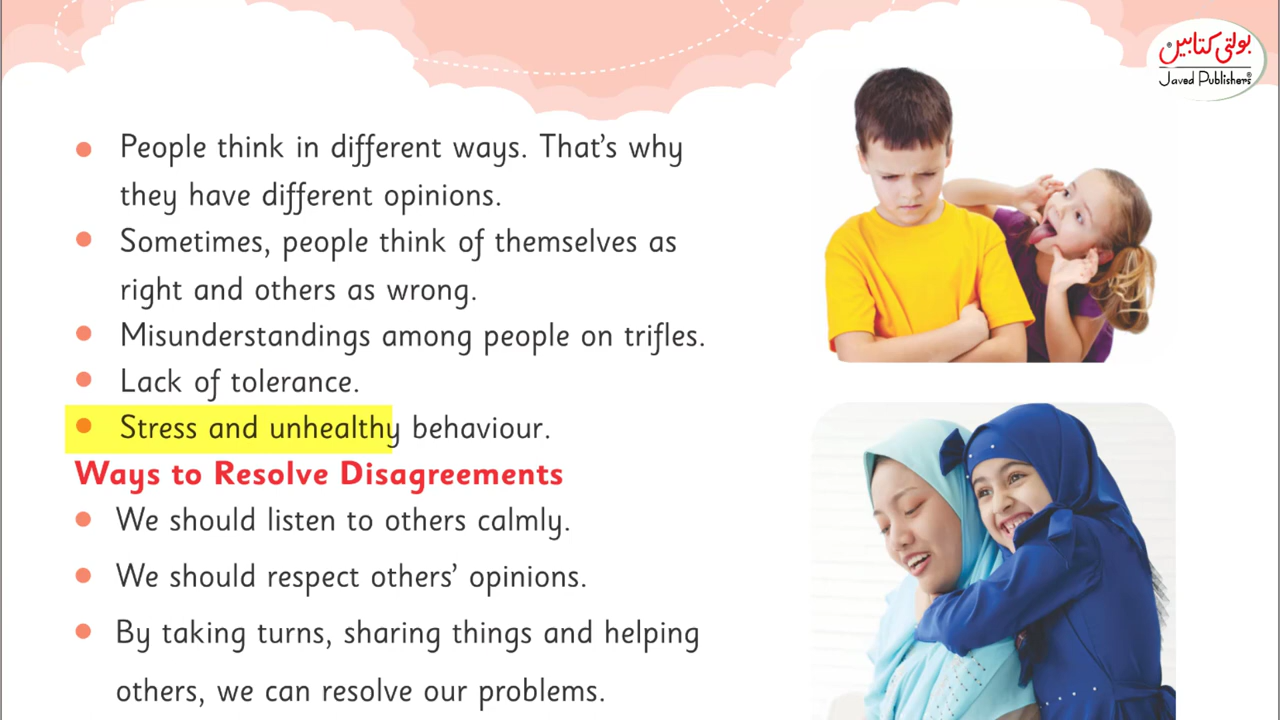 بولتی کتابیں
Javed Publishers®
People think in different ways. That's why
they have different opinions.
Sometimes, people think of themselves as
right and others as wrong.
Misunderstandings among people on trifles.
Lack of tolerance.
Stress and unhealthy behaviour.
Ways to Resolve Disagreements
We should listen to others calmly.
We should respect others' opinions.
By taking turns, sharing things and helping
others, we can resolve our problems.